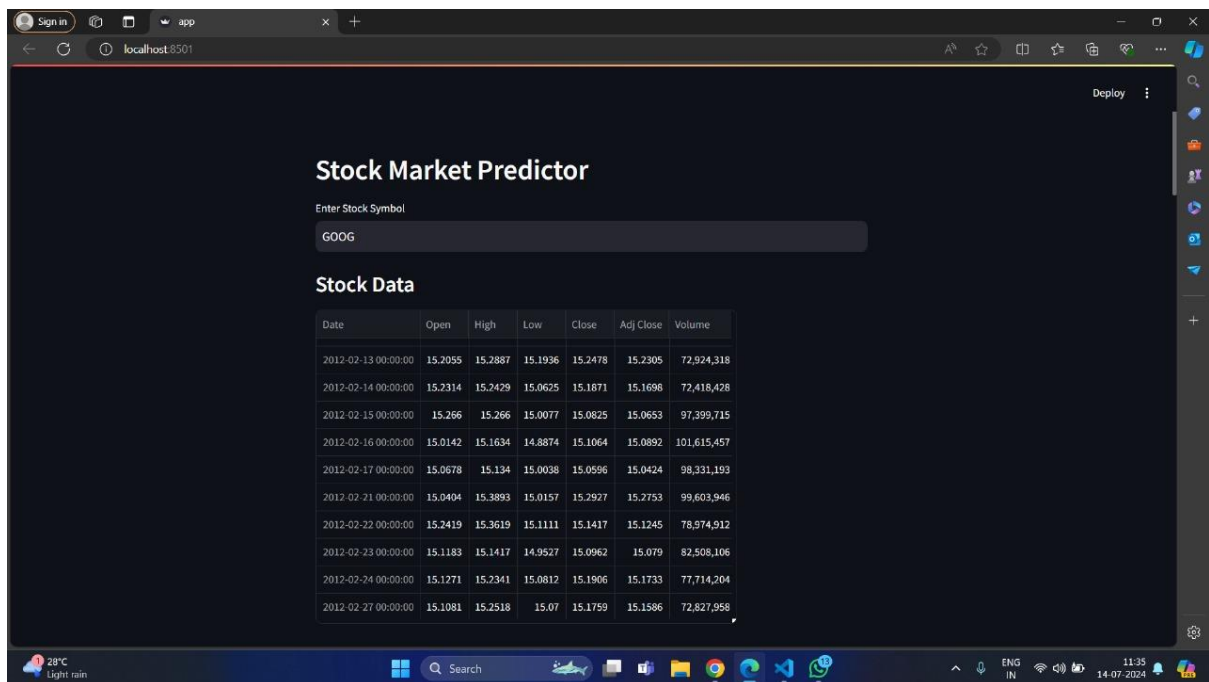 Sign in app
localhost:8501
Deploy
Stock Market Predictor
Enter Stock Symbol
GOOG
Stock Data
Date Open High Low Close Adj Close Volume
2012-02-13 00:00:00 15.2055 15.2887 15.1936 15.2478 15.2305 72,924,318
2012-02-14 00:00:00 15.2314 15.2429 15.0625 15.1871 15.1698 72,418,428
2012-02-15 00:00:00 15.266 15.266 15.0077 15.0825 15.0653 97,399,715
2012-02-16 00:00:00 15.0142 15.1634 14.8874 15.1064 15.0892 101,615,457
2012-02-17 00:00:00 15.0678 15.134 15.0038 15.0596 15.0424 98,331,193
2012-02-21 00:00:00 15.0404 15.3893 15.0157 15.2927 15.2753 99,603,946
2012-02-22 00:00:00 15.2419 15.3619 15.1111 15.1417 15.1245 78,974,912
2012-02-23 00:00:00 15.1183 15.1417 14.9527 15.0962 15.079 82,508,106
2012-02-24 00:00:00 15.1271 15.2341 15.0812 15.1906 15.1733 77,714,204
2012-02-27 00:00:00 15.1081 15.2518 15.07 15.1759 15.1586 72,827,958
1 28°C Search 13 ENG 11:35
Light rain IN 14-07-2024